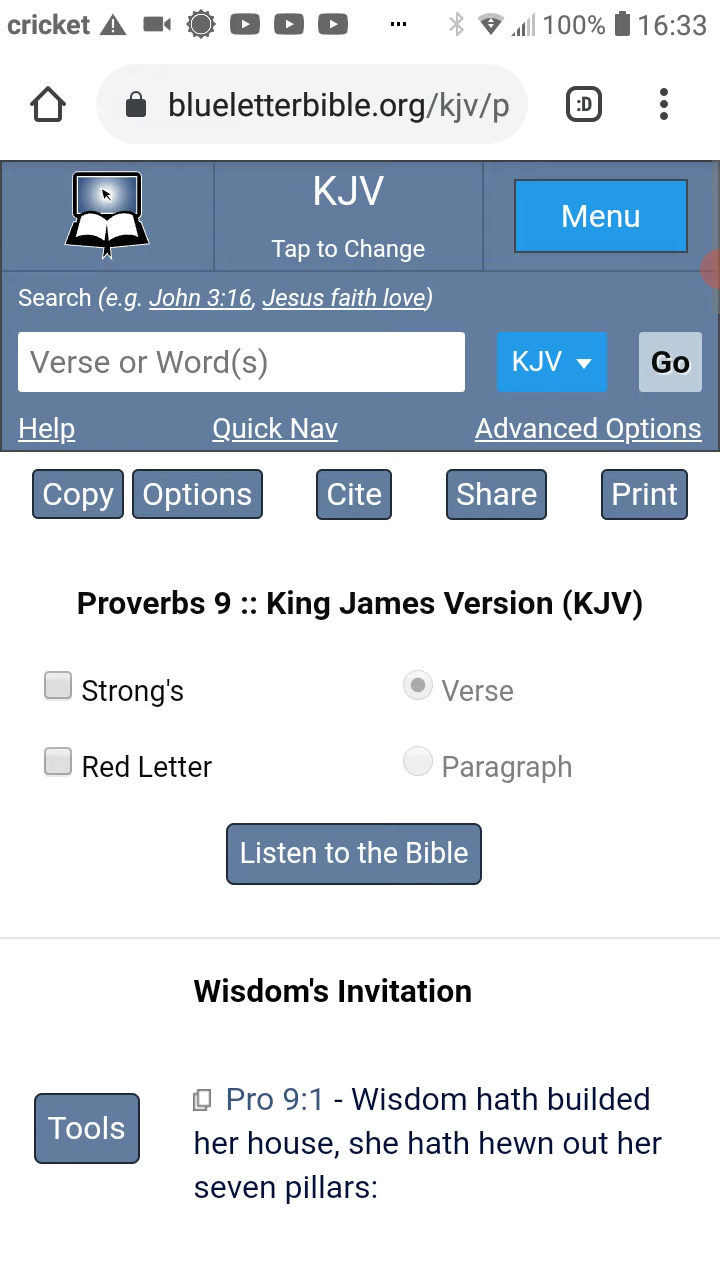 cricket ... 100% 16:33
:D
blueletterbible.org/kjv/p
KJV
Tap to Change
Menu
Search (e.g. John 3:16, Jesus faith love)
Verse or Word(s) KJV Go
Help Quick Nav Advanced Options
Copy Options Cite Share Print
Proverbs 9 :: King James Version (KJV)
Strong's Verse
Red Letter Paragraph
Listen to the Bible
Wisdom's Invitation
Tools
Pro 9:1 - Wisdom hath builded
her house, she hath hewn out her
seven pillars: